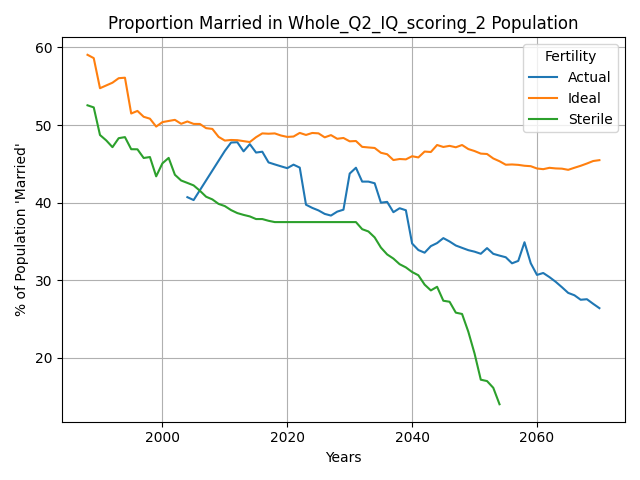 Proportion Married in Whole_Q2_IQ_scoring_2 Population
Fertility
Actual
Ideal
Sterile
% of Population 'Married'
60
50
40
30
20
2000
2020
2040
2060
Years